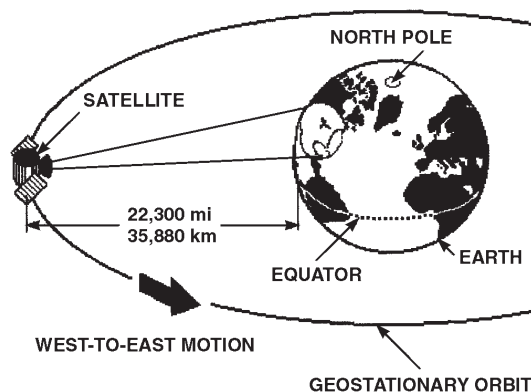 NORTH POLE
SATELLITE
22,300 mi
35,880 km
EQUATOR
EARTH
WEST-TO-EAST MOTION
GEOSTATIONARY ORBIT